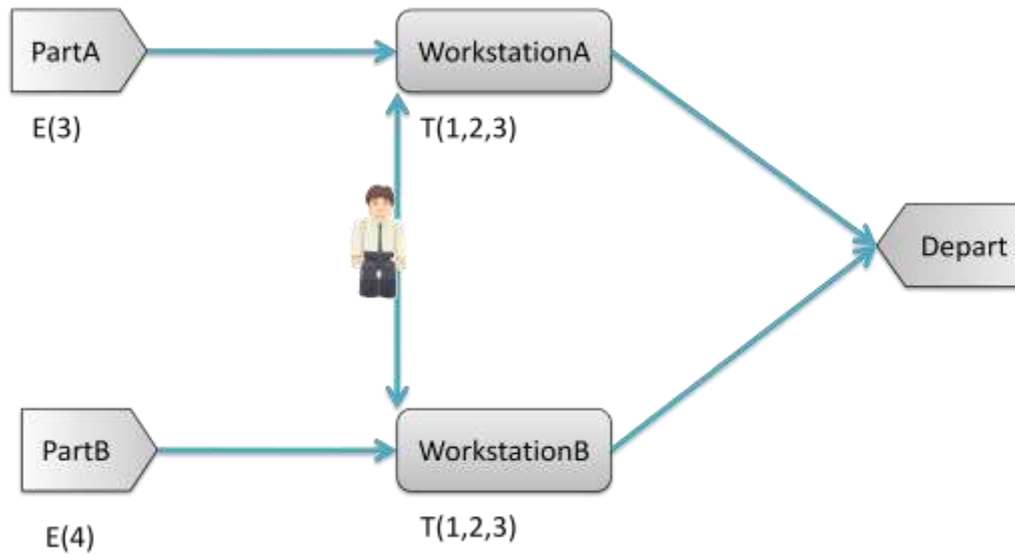 PartA
WorkstationA
E(3)
T(1,2,3)
Depart
PartB
WorkstationB
E(4)
T(1,2,3)